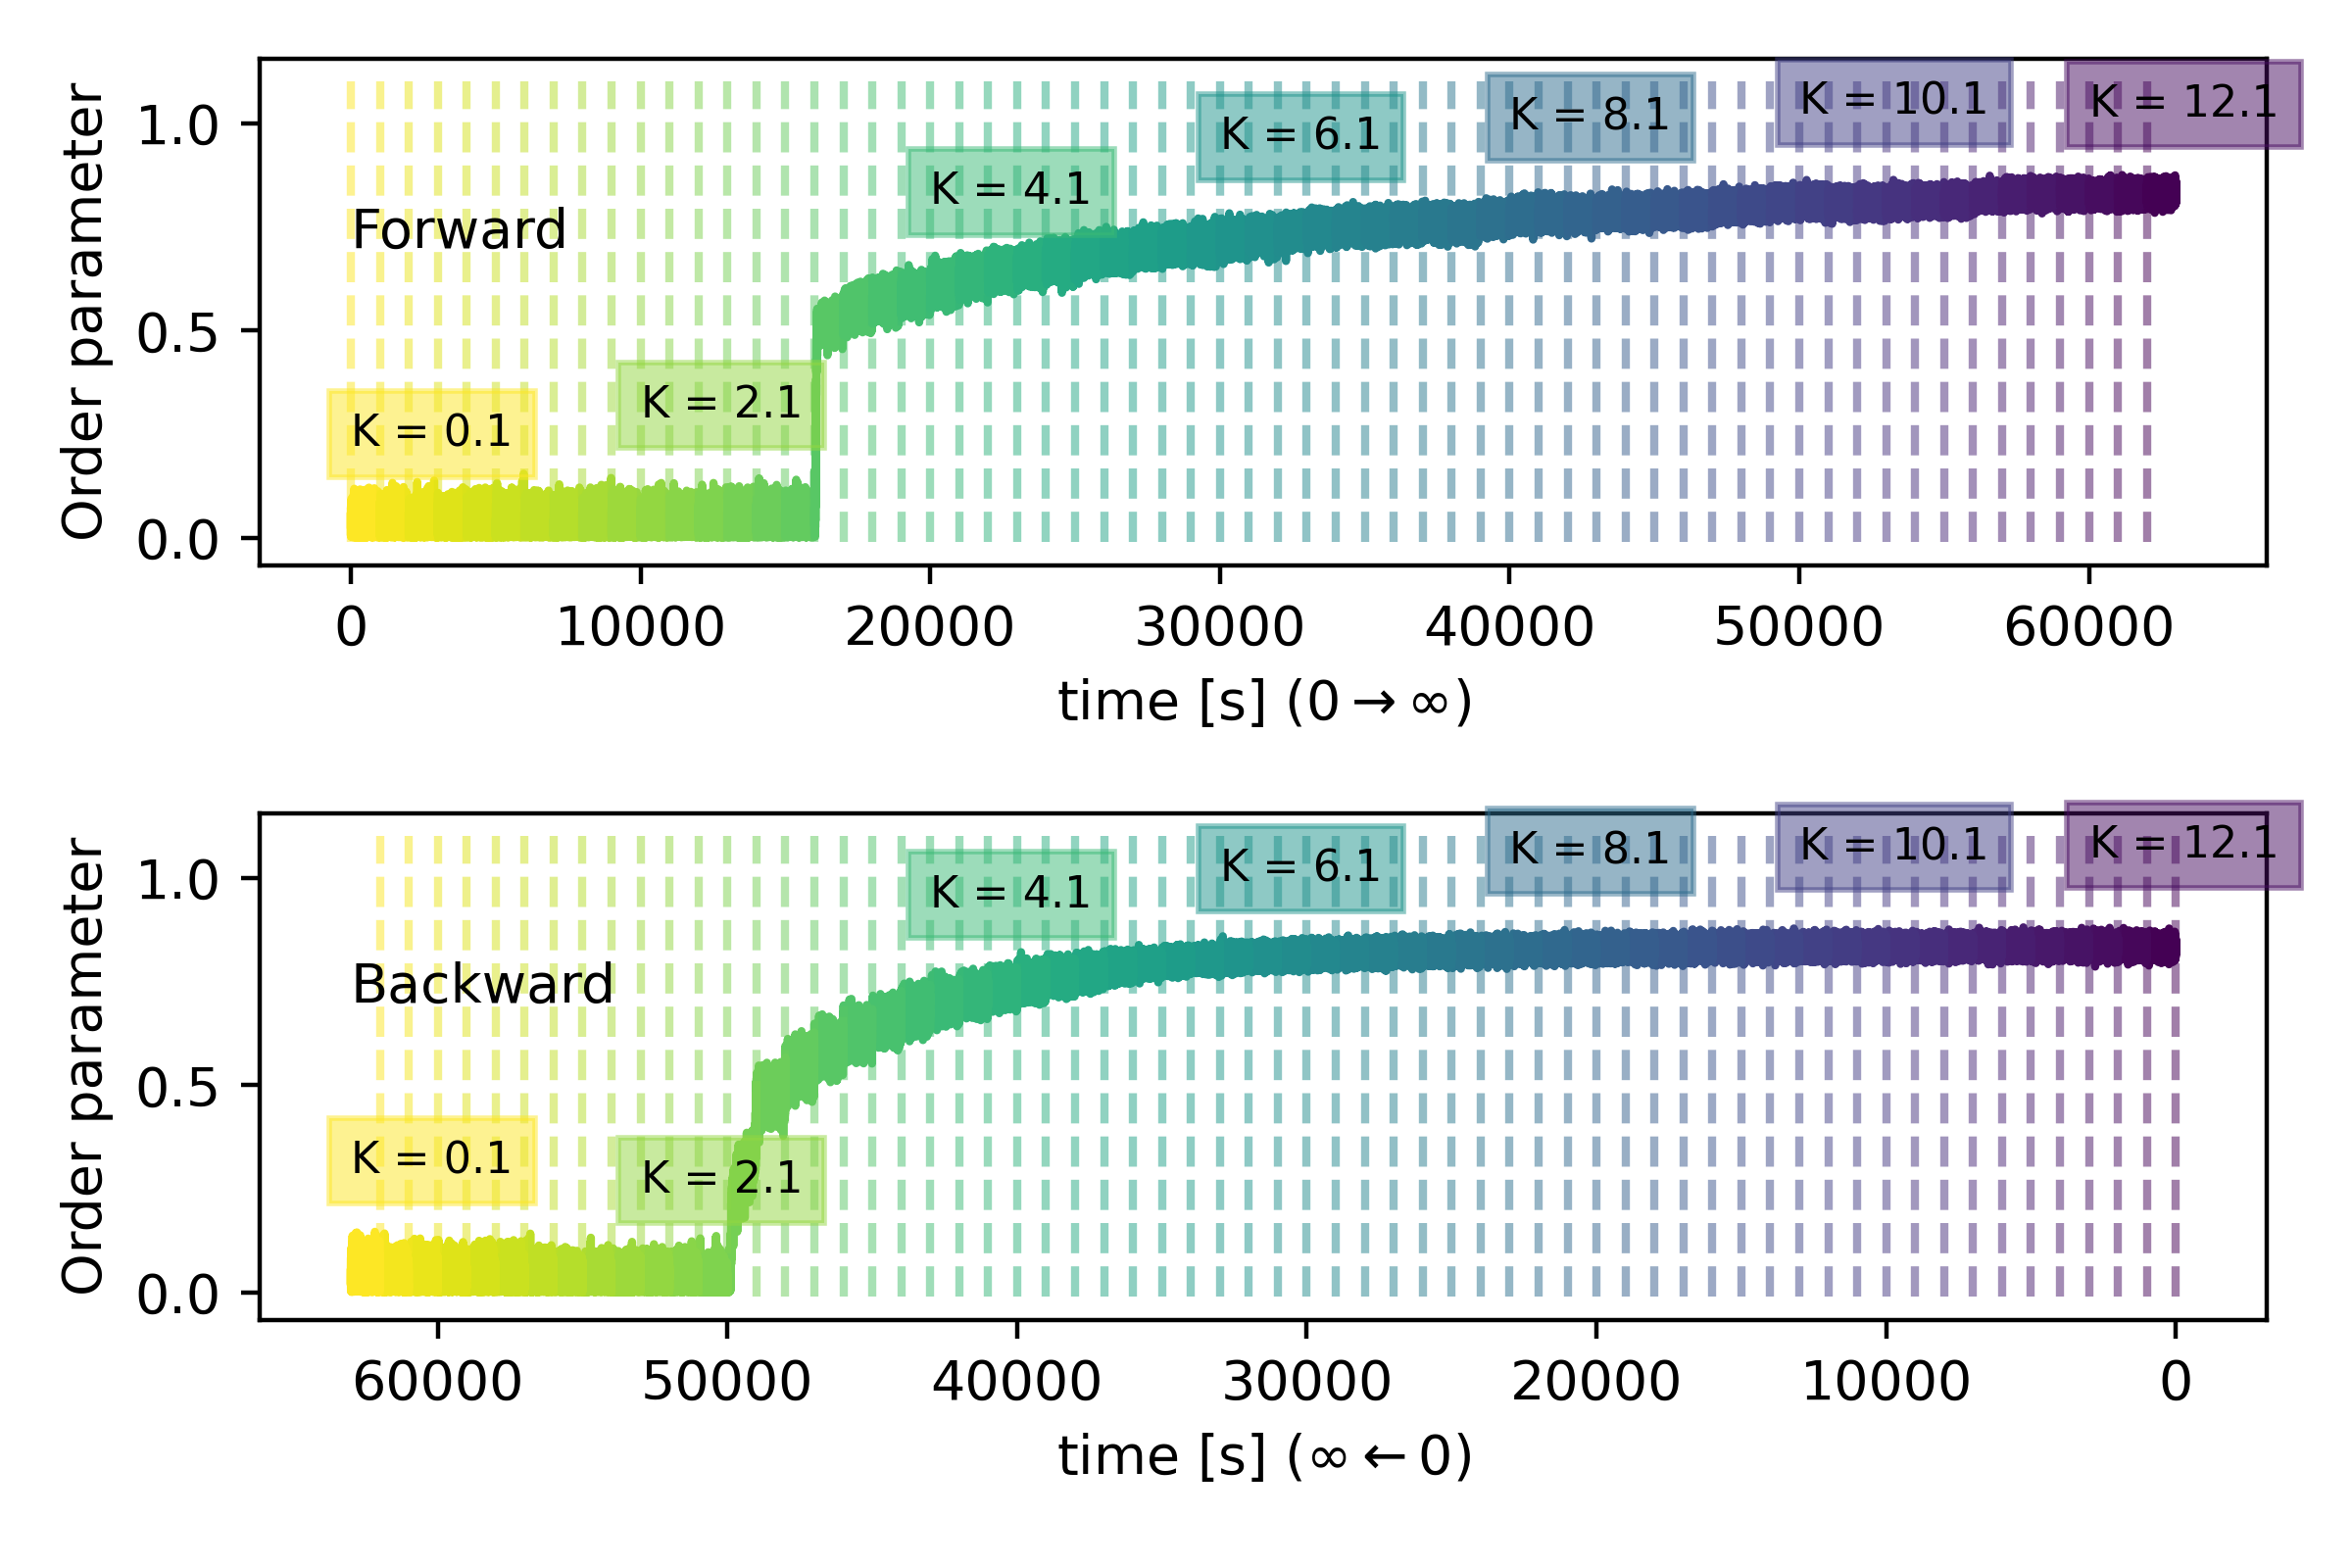 Order parameter
1.0
0.5
0.0
Forward
K = 0.1
K = 2.1
K = 4.1
K = 6.1
K = 8.1
K = 10.1
K = 12.1
0 10000 20000 30000 40000 50000 60000
time [s] (0 → ∞)
Order parameter
1.0
0.5
0.0
Backward
K = 0.1
K = 2.1
K = 4.1
K = 6.1
K = 8.1
K = 10.1
K = 12.1
60000 50000 40000 30000 20000 10000 0
time [s] (∞ ← 0)